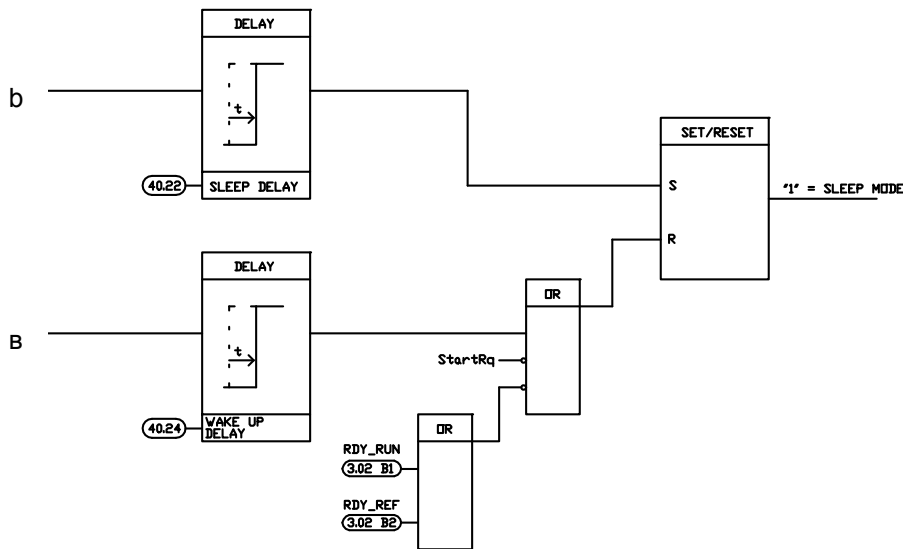 DELAY
b
t
40.22
SLEEP DELAY
SET/RESET
S
"1" = SLEEP MODE
R
DELAY
OR
B
t
StartRq
40.24
WAKE UP
DELAY
OR
RDY_RUN
3.02 B1
RDY_REF
3.02 B2